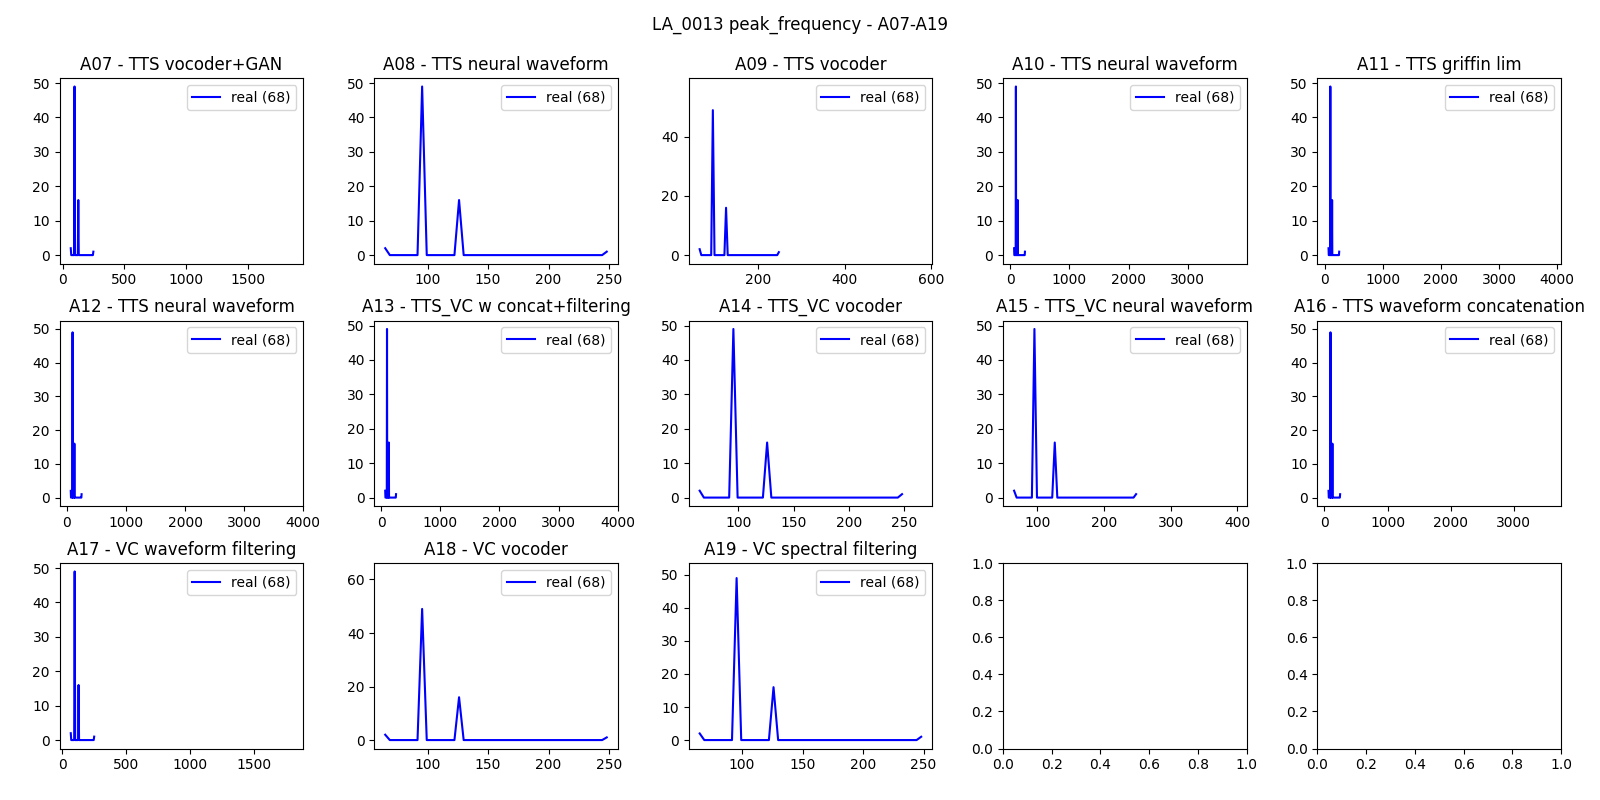 LA_0013 peak_frequency - A07-A19
A07 - TTS vocoder+GAN
50
40
30
20
10
0
real (68)
0 500 1000 1500
A08 - TTS neural waveform
50
40
30
20
10
0
real (68)
100 150 200 250
A09 - TTS vocoder
40
20
0
real (68)
200 400 600
A10 - TTS neural waveform
50
40
30
20
10
0
real (68)
0 1000 2000 3000
A11 - TTS griffin lim
50
40
30
20
10
0
real (68)
0 1000 2000 3000 4000
A12 - TTS neural waveform
50
40
30
20
10
0
real (68)
0 1000 2000 3000 4000
A13 - TTS_VC w concat+filtering
50
40
30
20
10
0
real (68)
0 1000 2000 3000 4000
A14 - TTS_VC vocoder
50
40
30
20
10
0
real (68)
100 150 200 250
A15 - TTS_VC neural waveform
50
40
30
20
10
0
real (68)
100 200 300 400
A16 - TTS waveform concatenation
50
40
30
20
10
0
real (68)
0 1000 2000 3000
A17 - VC waveform filtering
50
40
30
20
10
0
real (68)
0 500 1000 1500
A18 - VC vocoder
60
40
20
0
real (68)
100 150 200 250
A19 - VC spectral filtering
50
40
30
20
10
0
real (68)
100 150 200 250
1.0
0.8
0.6
0.4
0.2
0.0
0.0 0.2 0.4 0.6 0.8 1.0
1.0
0.8
0.6
0.4
0.2
0.0
0.0 0.2 0.4 0.6 0.8 1.0